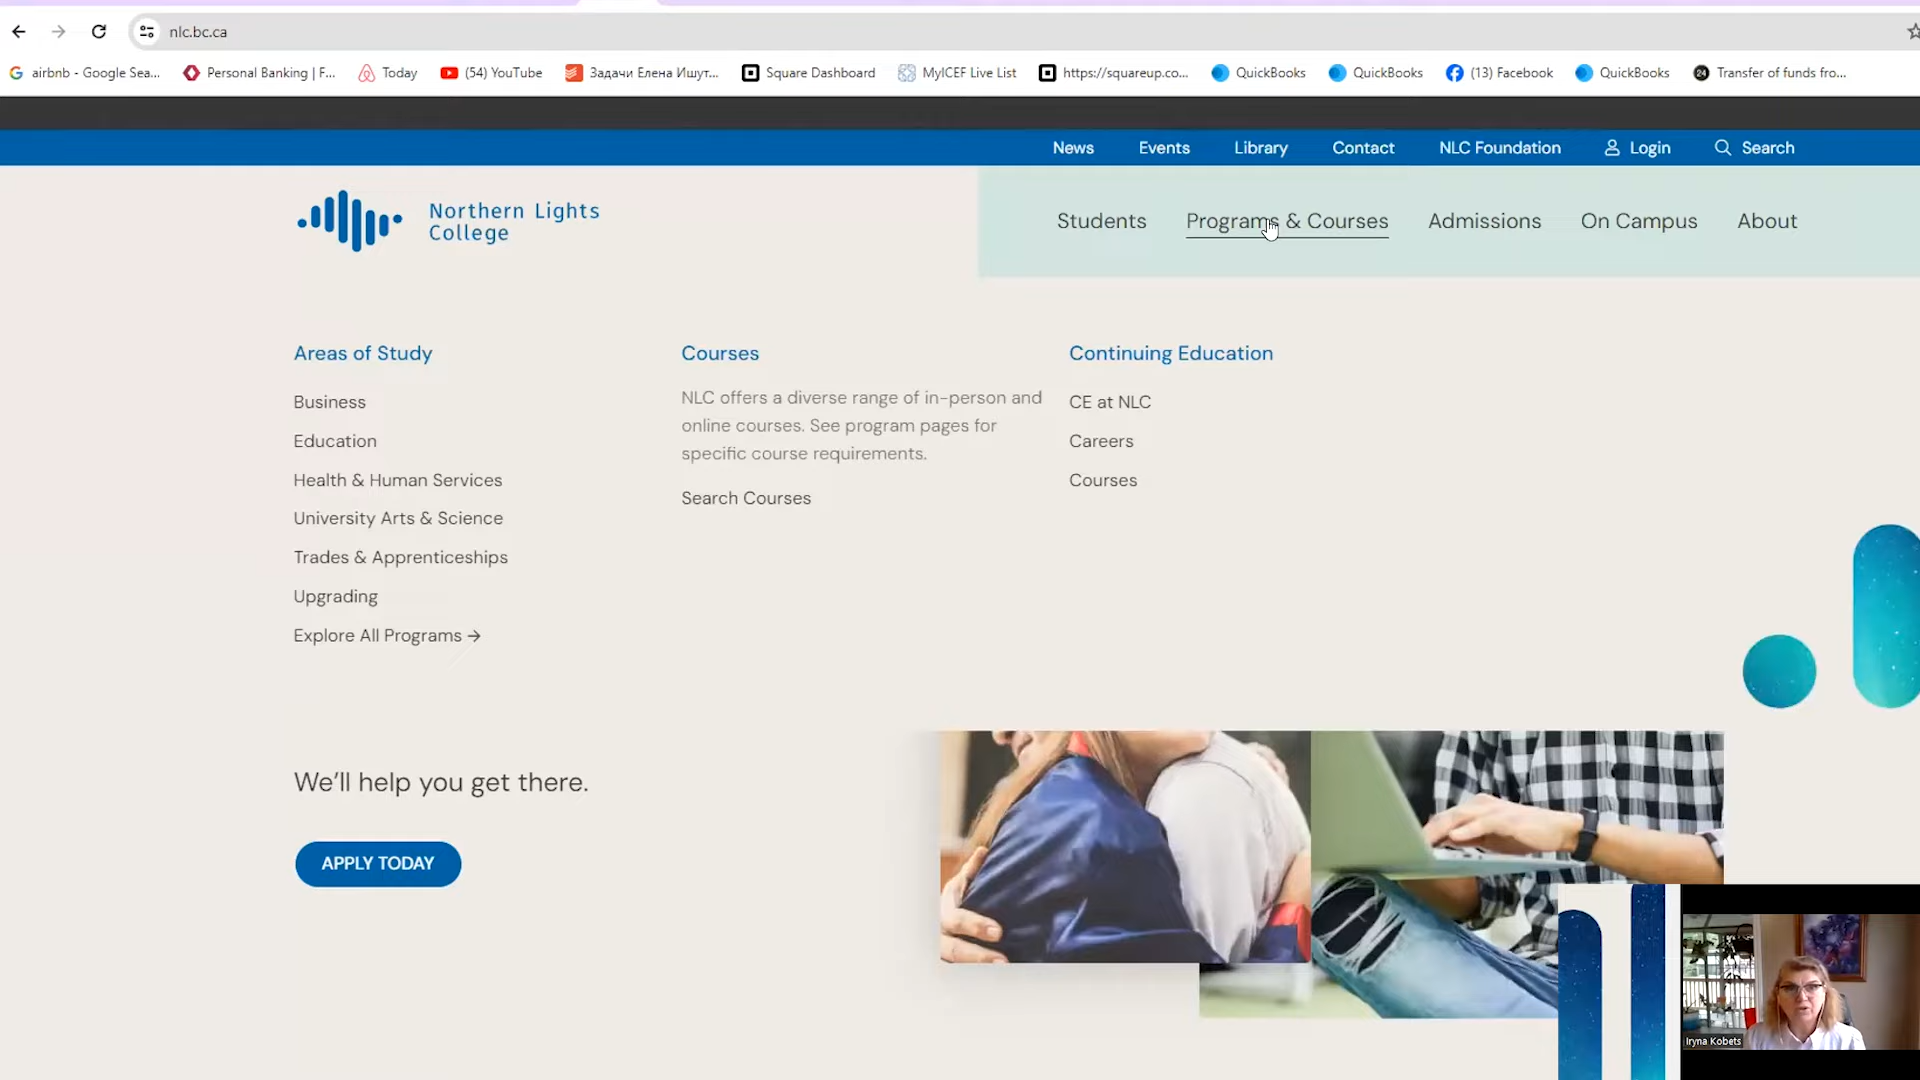 nlc.bc.ca
airbnb - Google Sea...
Personal Banking | F...
Today
(54) YouTube
Задачи Елена Ишут...
Square Dashboard
MyICEF Live List
https://squareup.co...
QuickBooks
QuickBooks
(13) Facebook
QuickBooks
24
Transfer of funds fro...
News
Events
Library
Contact
NLC Foundation
Login
Search
Northern Lights
College
Students
Programs & Courses
Admissions
On Campus
About
Areas of Study
Business
Education
Health & Human Services
University Arts & Science
Trades & Apprenticeships
Upgrading
Explore All Programs →
Courses
NLC offers a diverse range of in-person and
online courses. See program pages for
specific course requirements.
Search Courses
Continuing Education
CE at NLC
Careers
Courses
We'll help you get there.
APPLY TODAY
Iryna Kobets